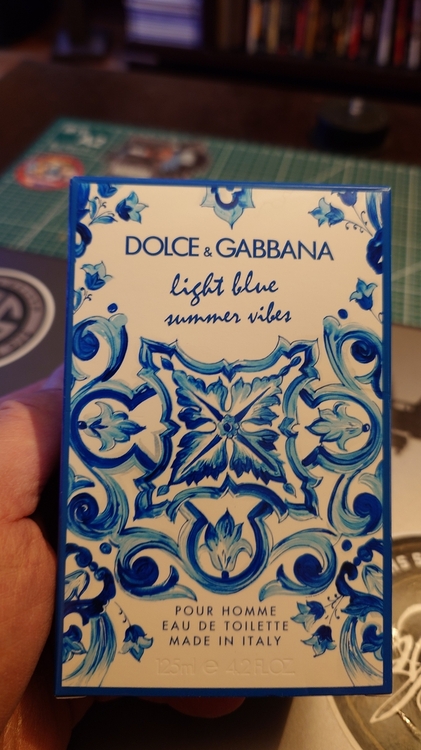 DOLCE & GABBANA
light blue
summer vibes
POUR HOMME
EAU DE TOILETTE
MADE IN ITALY
125ml e 4.2 FL.OZ.